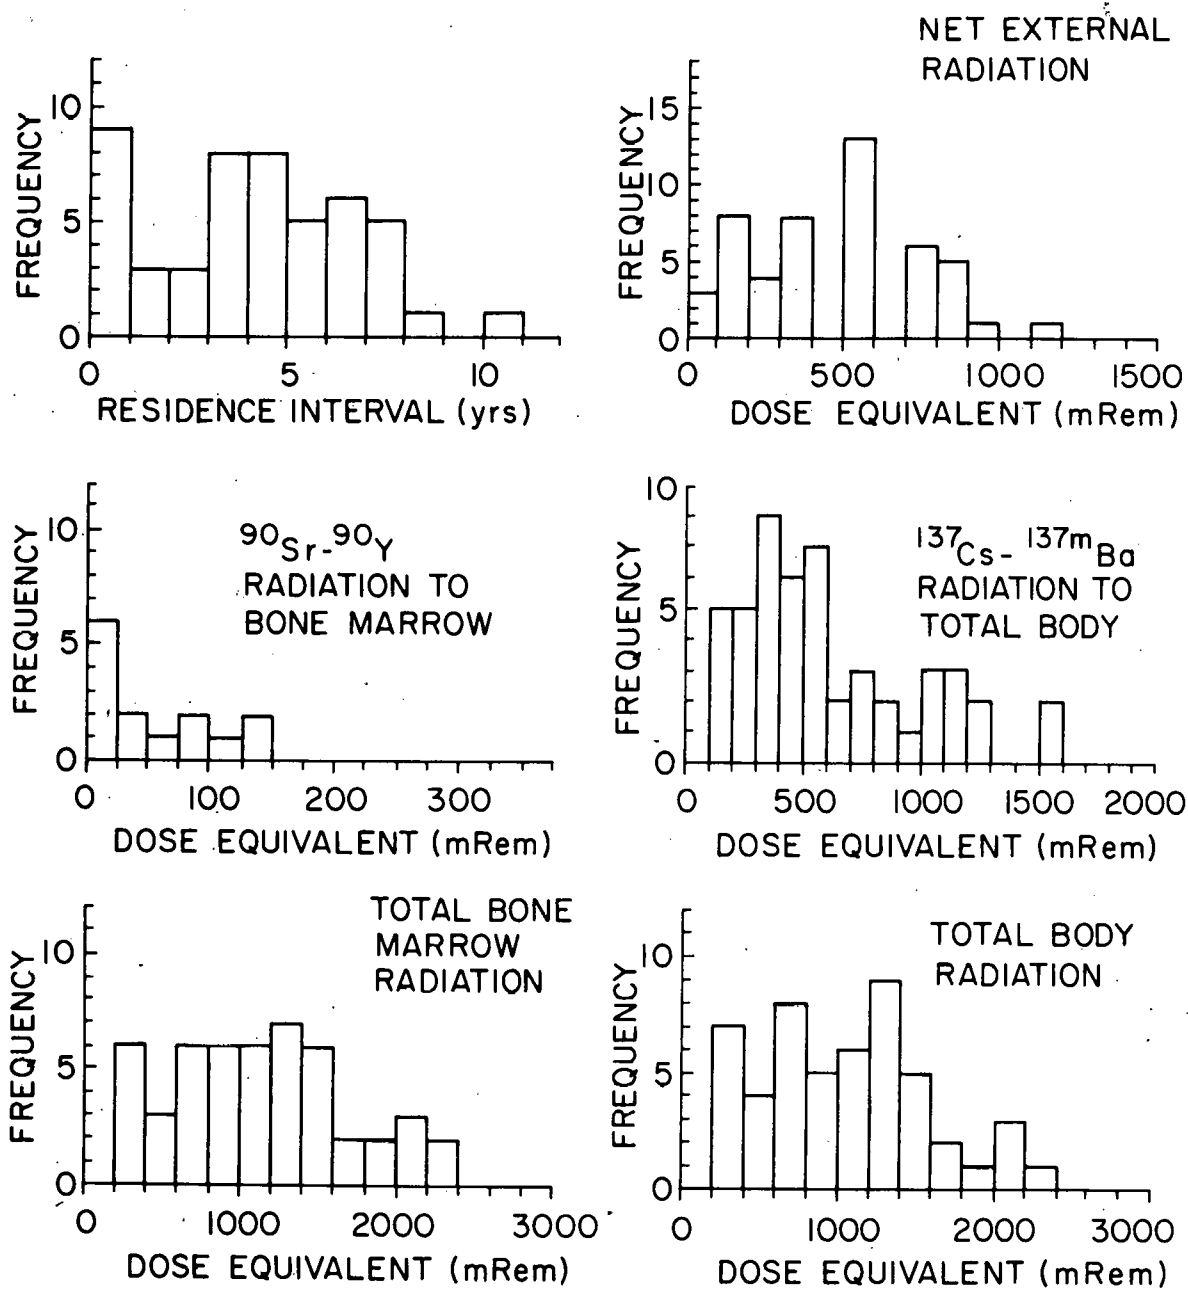 FREQUENCY
10
5
0
0 5 10
RESIDENCE INTERVAL (yrs)
NET EXTERNAL
RADIATION
FREQUENCY
15
10
5
0
0 500 1000 1500
DOSE EQUIVALENT (mRem)
FREQUENCY
10
5
0
90Sr-90Y
RADIATION TO
BONE MARROW
0 100 200 300
DOSE EQUIVALENT (mRem)
FREQUENCY
10
5
0
137Cs- 137mBa
RADIATION TO
TOTAL BODY
0 500 1000 1500 2000
DOSE EQUIVALENT (mRem)
FREQUENCY
10
5
0
TOTAL BONE
MARROW
RADIATION
0 1000 2000 3000
DOSE EQUIVALENT (mRem)
FREQUENCY
10
5
0
TOTAL BODY
RADIATION
0 1000 2000 3000
DOSE EQUIVALENT (mRem)